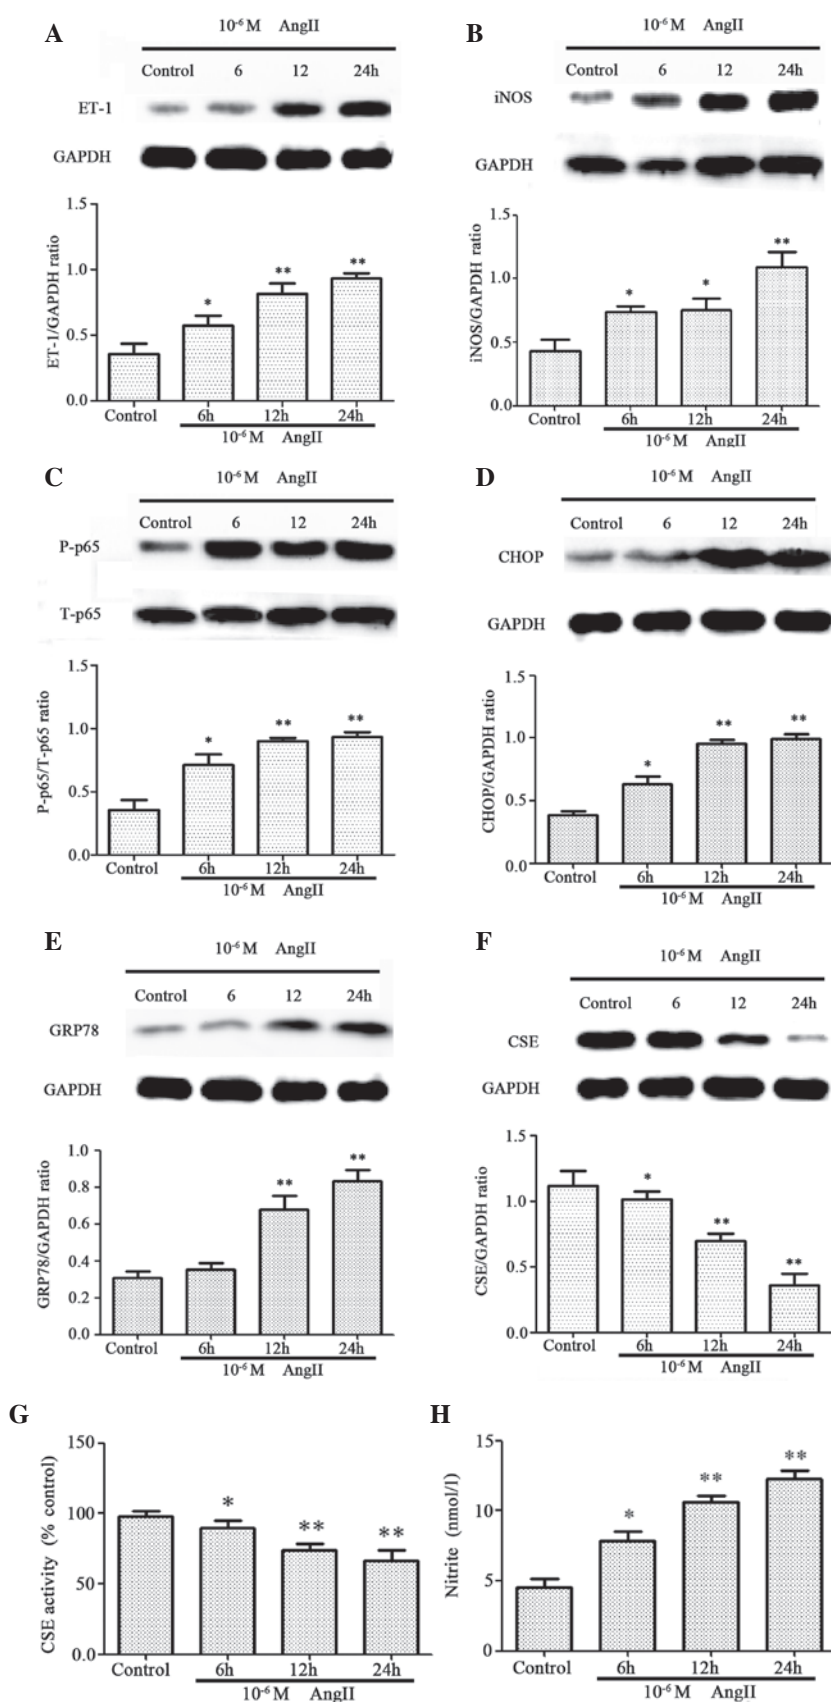 A
10⁻⁶ M AngII
Control 6 12 24h
ET-1
GAPDH
ET-1/GAPDH ratio
1.5
1.0
0.5
0.0
* ** **
Control 6h 12h 24h
10⁻⁶ M AngII
B
10⁻⁶ M AngII
Control 6 12 24h
iNOS
GAPDH
iNOS/GAPDH ratio
1.5
1.0
0.5
0.0
* * **
Control 6h 12h 24h
10⁻⁶ M AngII
C
10⁻⁶ M AngII
Control 6 12 24h
P-p65
T-p65
P-p65/T-p65 ratio
1.5
1.0
0.5
0.0
* ** **
Control 6h 12h 24h
10⁻⁶ M AngII
D
10⁻⁶ M AngII
Control 6 12 24h
CHOP
GAPDH
CHOP/GAPDH ratio
1.5
1.0
0.5
0.0
* ** **
Control 6h 12h 24h
10⁻⁶ M AngII
E
10⁻⁶ M AngII
Control 6 12 24h
GRP78
GAPDH
GRP78/GAPDH ratio
1.0
0.8
0.6
0.4
0.2
0.0
** **
Control 6h 12h 24h
10⁻⁶ M AngII
F
10⁻⁶ M AngII
Control 6 12 24h
CSE
GAPDH
CSE/GAPDH ratio
1.5
1.0
0.5
0.0
* ** **
Control 6h 12h 24h
10⁻⁶ M AngII
G
CSE activity (% control)
150
100
50
0.0
* ** **
Control 6h 12h 24h
10⁻⁶ M AngII
H
Nitrite (nmol/l)
15
10
5
0
* ** **
Control 6h 12h 24h
10⁻⁶ M AngII